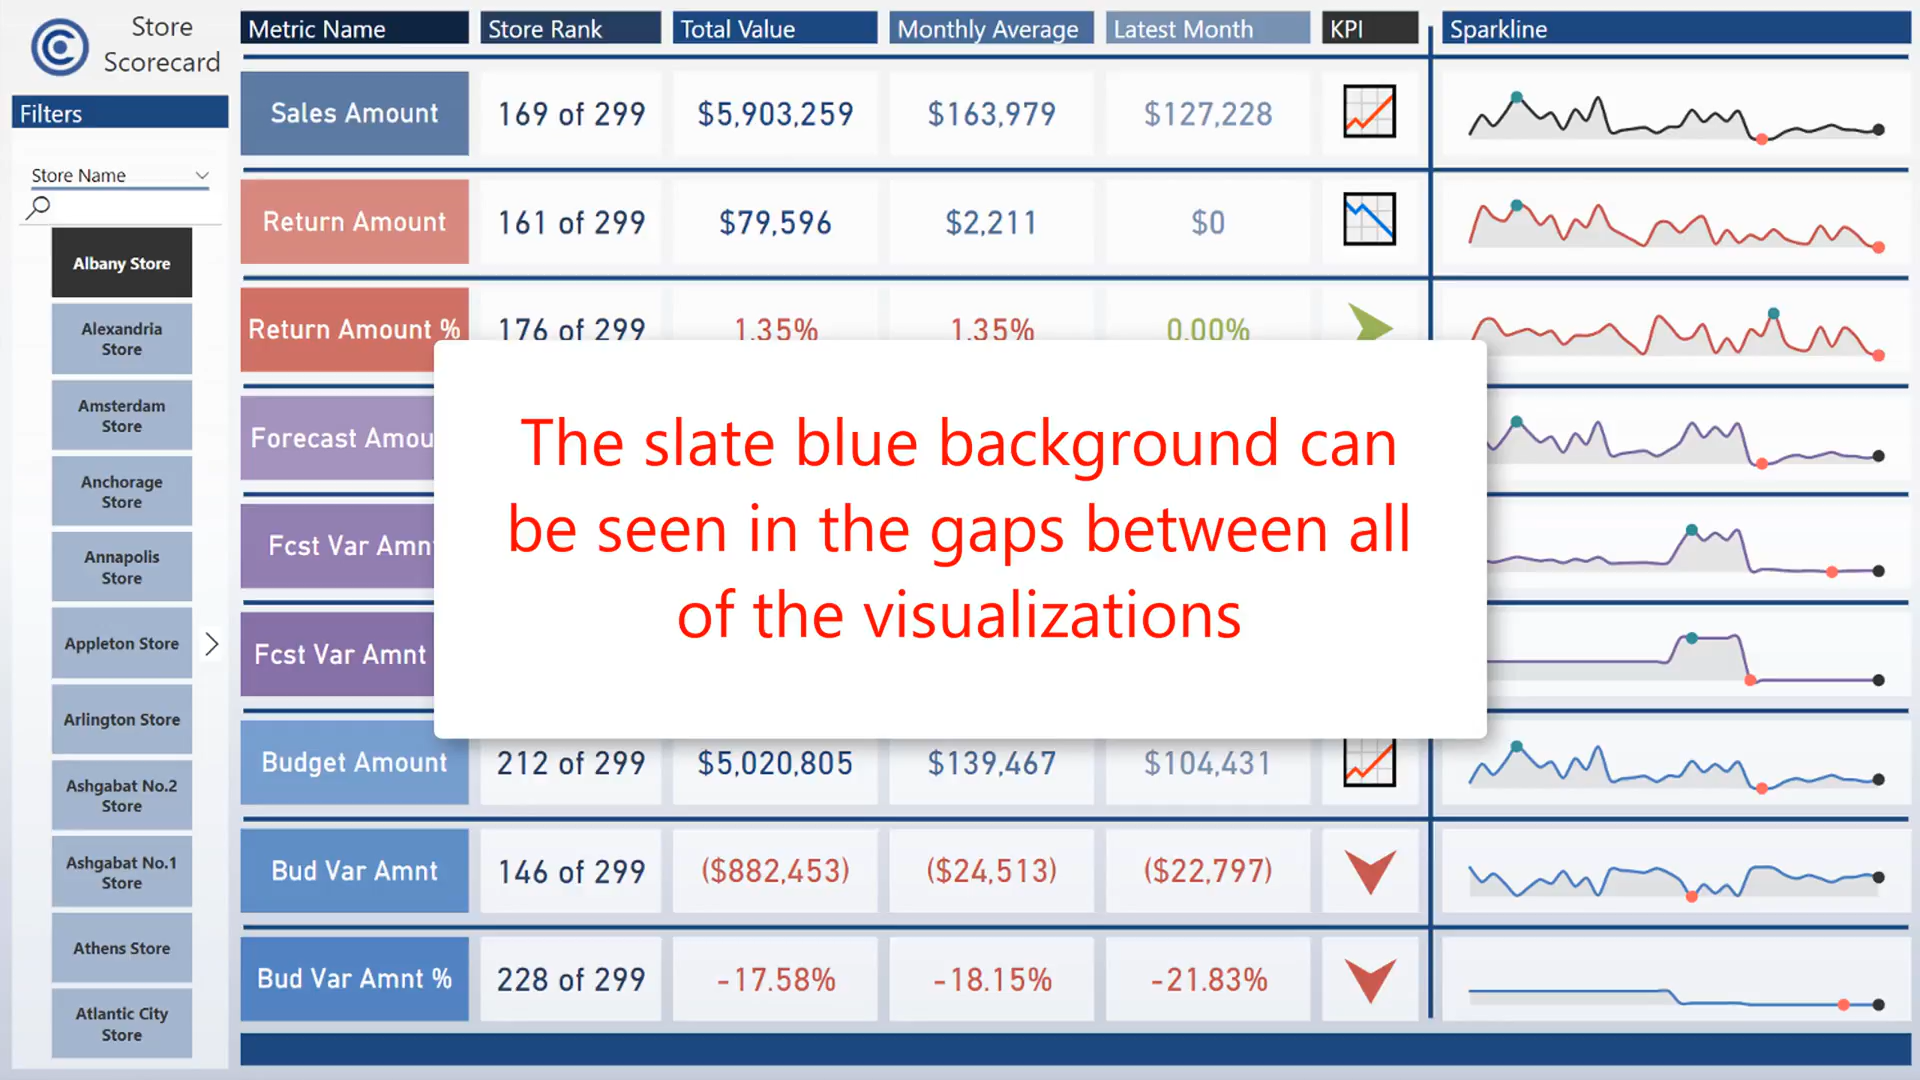 Store
Scorecard
Filters
Store Name
Albany Store
Alexandria
Store
Amsterdam
Store
Anchorage
Store
Annapolis
Store
Appleton Store
Arlington Store
Ashgabat No.2
Store
Ashgabat No.1
Store
Athens Store
Atlantic City
Store
Metric Name Store Rank Total Value Monthly Average Latest Month KPI Sparkline
Sales Amount 169 of 299 $5,903,259 $163,979 $127,228
Return Amount 161 of 299 $79,596 $2,211 $0
Return Amount % 176 of 299 1.35% 1.35% 0.00%
Forecast Amou
Fcst Var Amn
Fcst Var Amnt
The slate blue background can
be seen in the gaps between all
of the visualizations
Budget Amount 212 of 299 $5,020,805 $139,467 $104,431
Bud Var Amnt 146 of 299 ($882,453) ($24,513) ($22,797)
Bud Var Amnt % 228 of 299 -17.58% -18.15% -21.83%